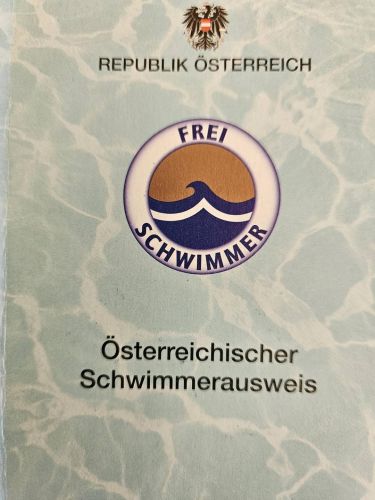 REPUBLIK ÖSTERREICH
FREI
SCHWIMMER
Österreichischer
Schwimmerausweis